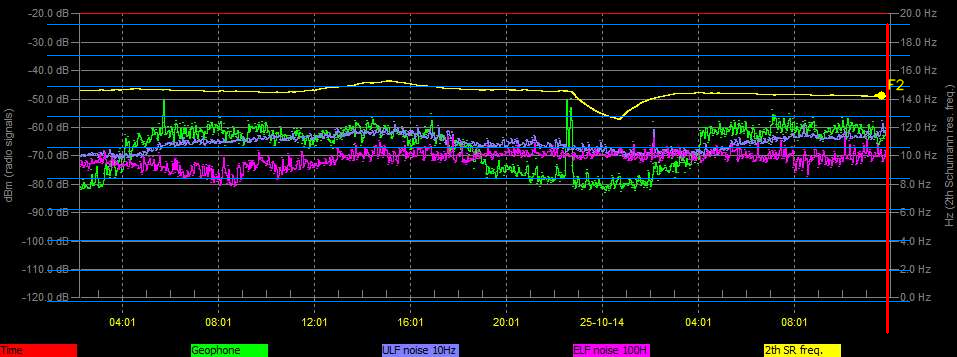 -20.0 dB 20.0 Hz
-30.0 dB 18.0 Hz
-40.0 dB 16.0 Hz
F2
-50.0 dB 14.0 Hz
-60.0 dB 12.0 Hz
-70.0 dB 10.0 Hz
-80.0 dB 8.0 Hz
-90.0 dB 6.0 Hz
-100.0 dB 4.0 Hz
-110.0 dB 2.0 Hz
-120.0 dB 0.0 Hz
dBm (radio signals)
Hz (2th Schumann res. freq.)
04:01 08:01 12:01 16:01 20:01 25-10-14 04:01 08:01
Time Geophone ULF noise 10Hz ELF noise 100H 2th SR freq.